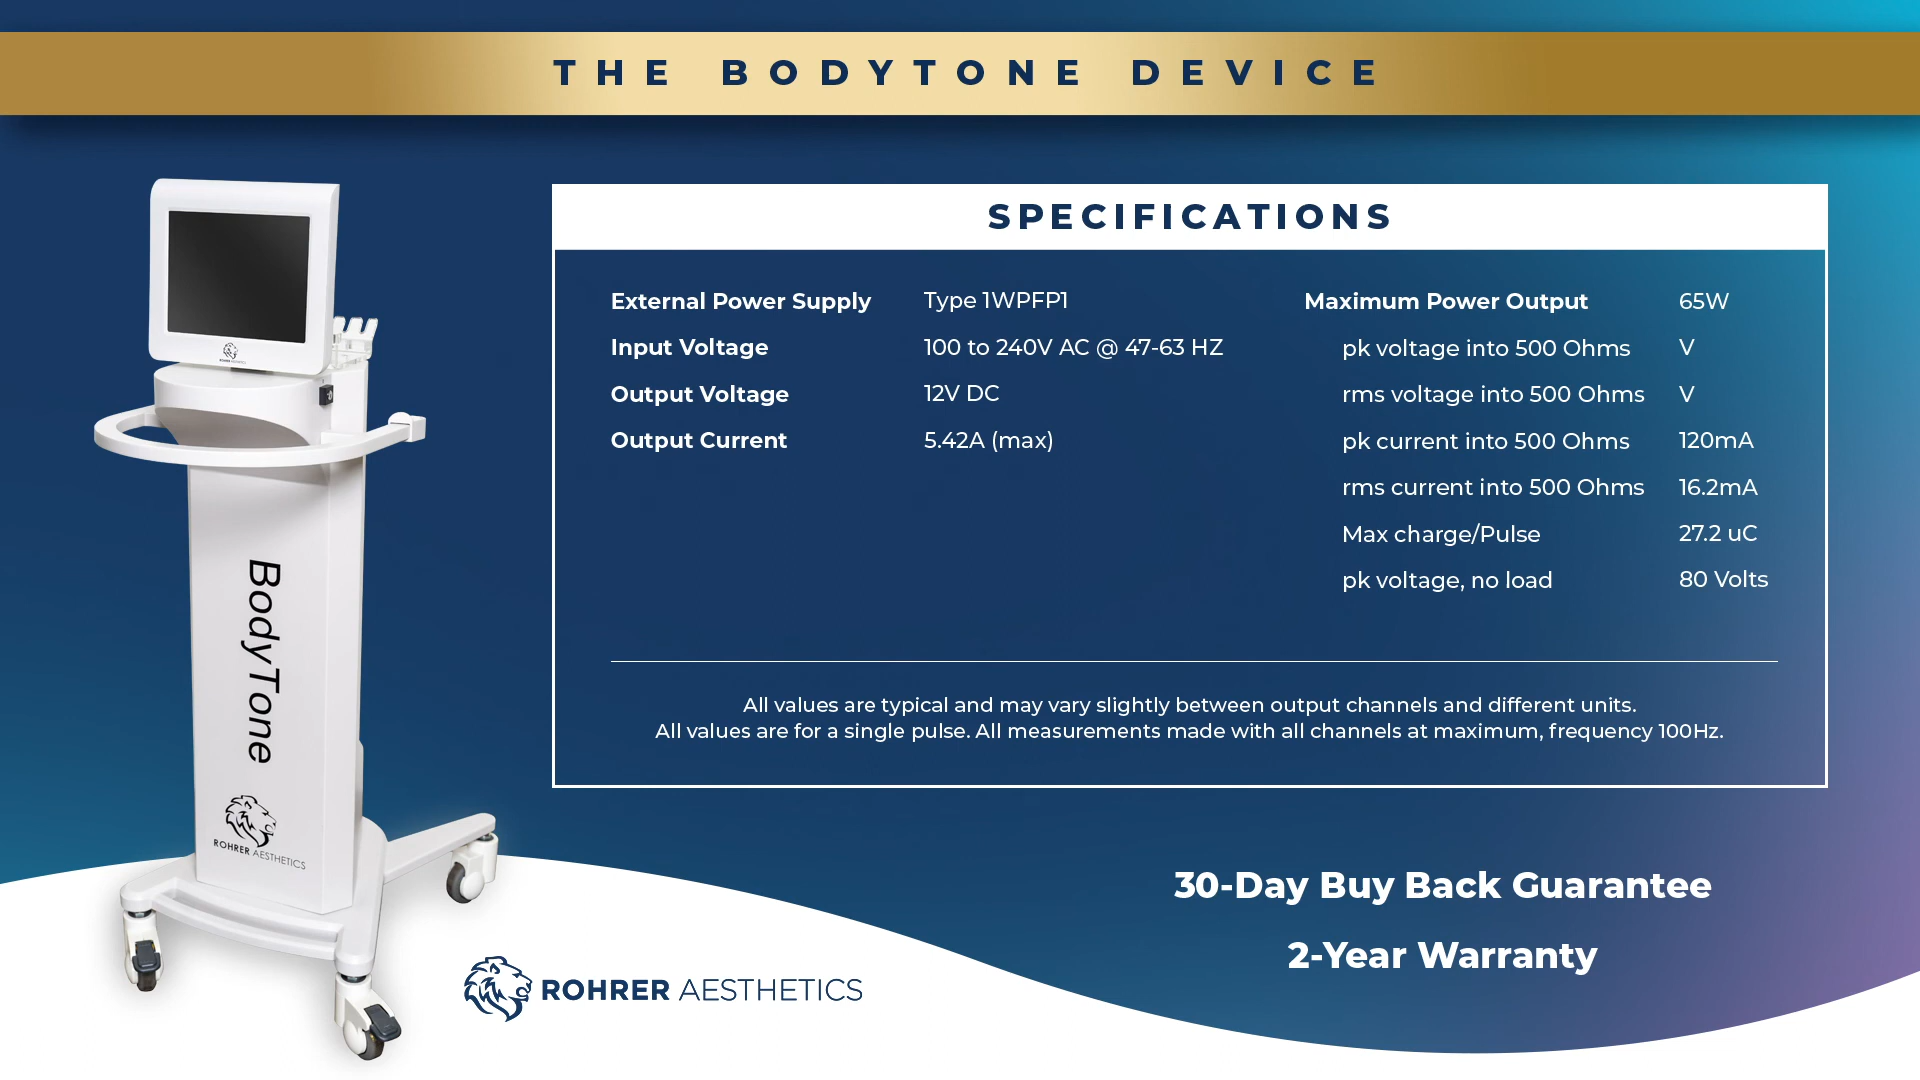 THE BODYTONE DEVICE
SPECIFICATIONS
External Power Supply Type 1WPFP1
Input Voltage 100 to 240V AC @ 47-63 HZ
Output Voltage 12V DC
Output Current 5.42A (max)
Maximum Power Output 65W
pk voltage into 500 Ohms V
rms voltage into 500 Ohms V
pk current into 500 Ohms 120mA
rms current into 500 Ohms 16.2mA
Max charge/Pulse 27.2 uC
pk voltage, no load 80 Volts
All values are typical and may vary slightly between output channels and different units.
All values are for a single pulse. All measurements made with all channels at maximum, frequency 100Hz.
30-Day Buy Back Guarantee
2-Year Warranty
ROHRER AESTHETICS
BodyTone
ROHRER AESTHETICS
ROHRER AESTHETICS